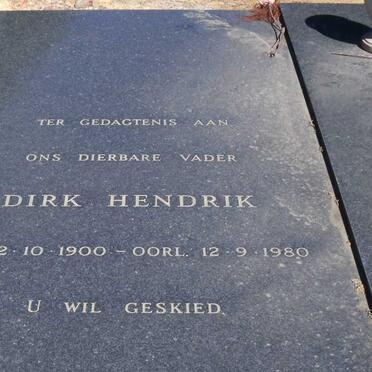 TER GEDAGTENIS AAN
ONS DIERBARE VADER
DIRK HENDRIK
2·10·1900 – OORL. 12·9·1980
U WIL GESKIED.